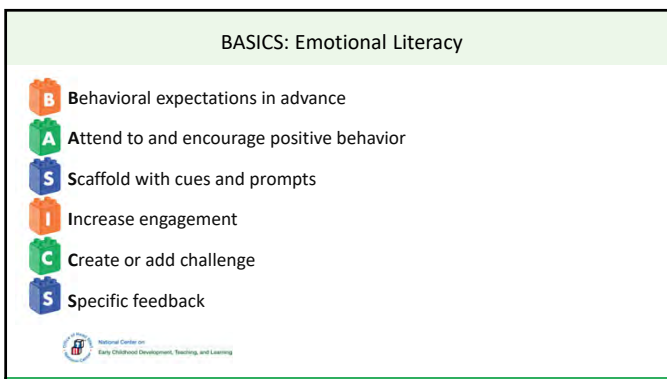 BASICS: Emotional Literacy
B Behavioral expectations in advance
A Attend to and encourage positive behavior
S Scaffold with cues and prompts
I Increase engagement
C Create or add challenge
S Specific feedback
National Center on
Early Childhood Development, Teaching, and Learning